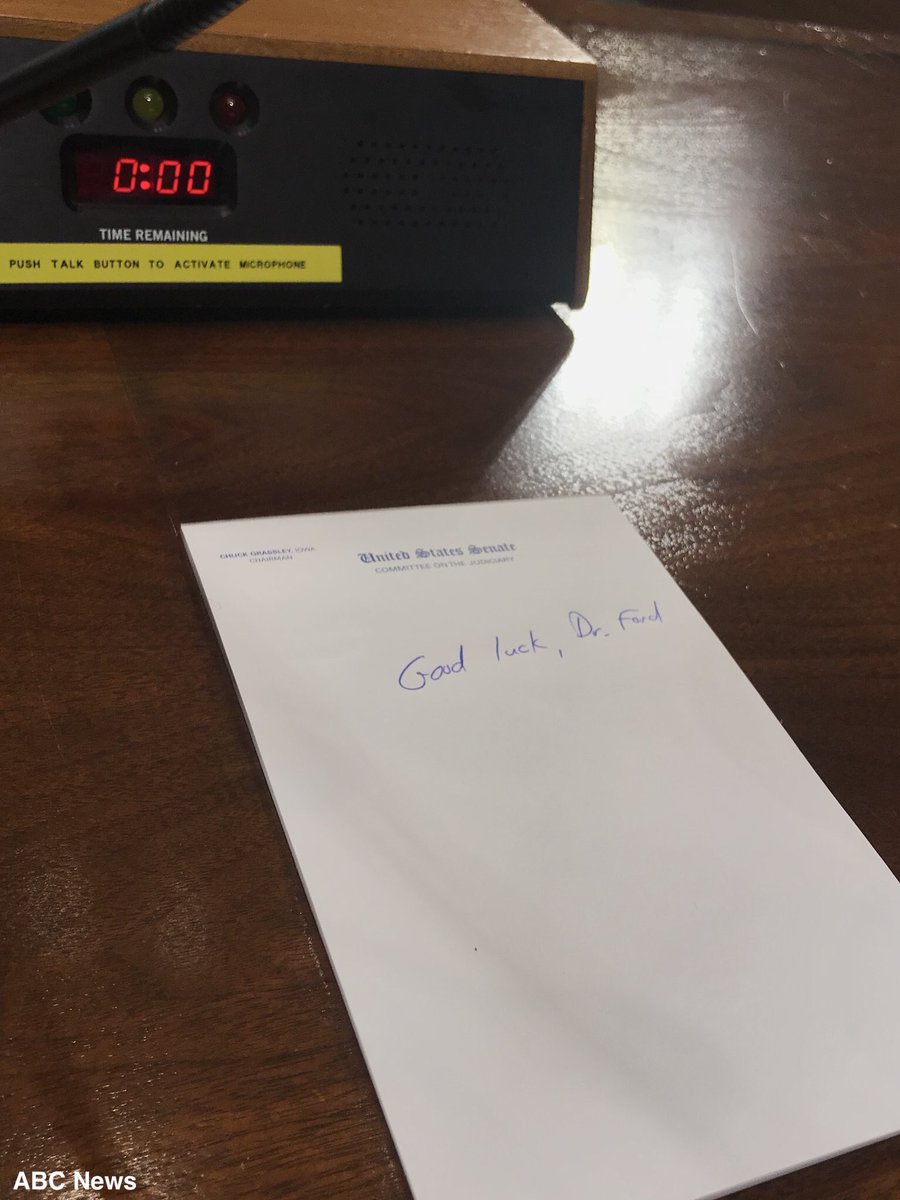 0:00
TIME REMAINING
PUSH TALK BUTTON TO ACTIVATE MICROPHONE
CHUCK GRASSLEY, IOWA
CHAIRMAN
United States Senate
COMMITTEE ON THE JUDICIARY
Good luck, Dr. Ford
ABC News